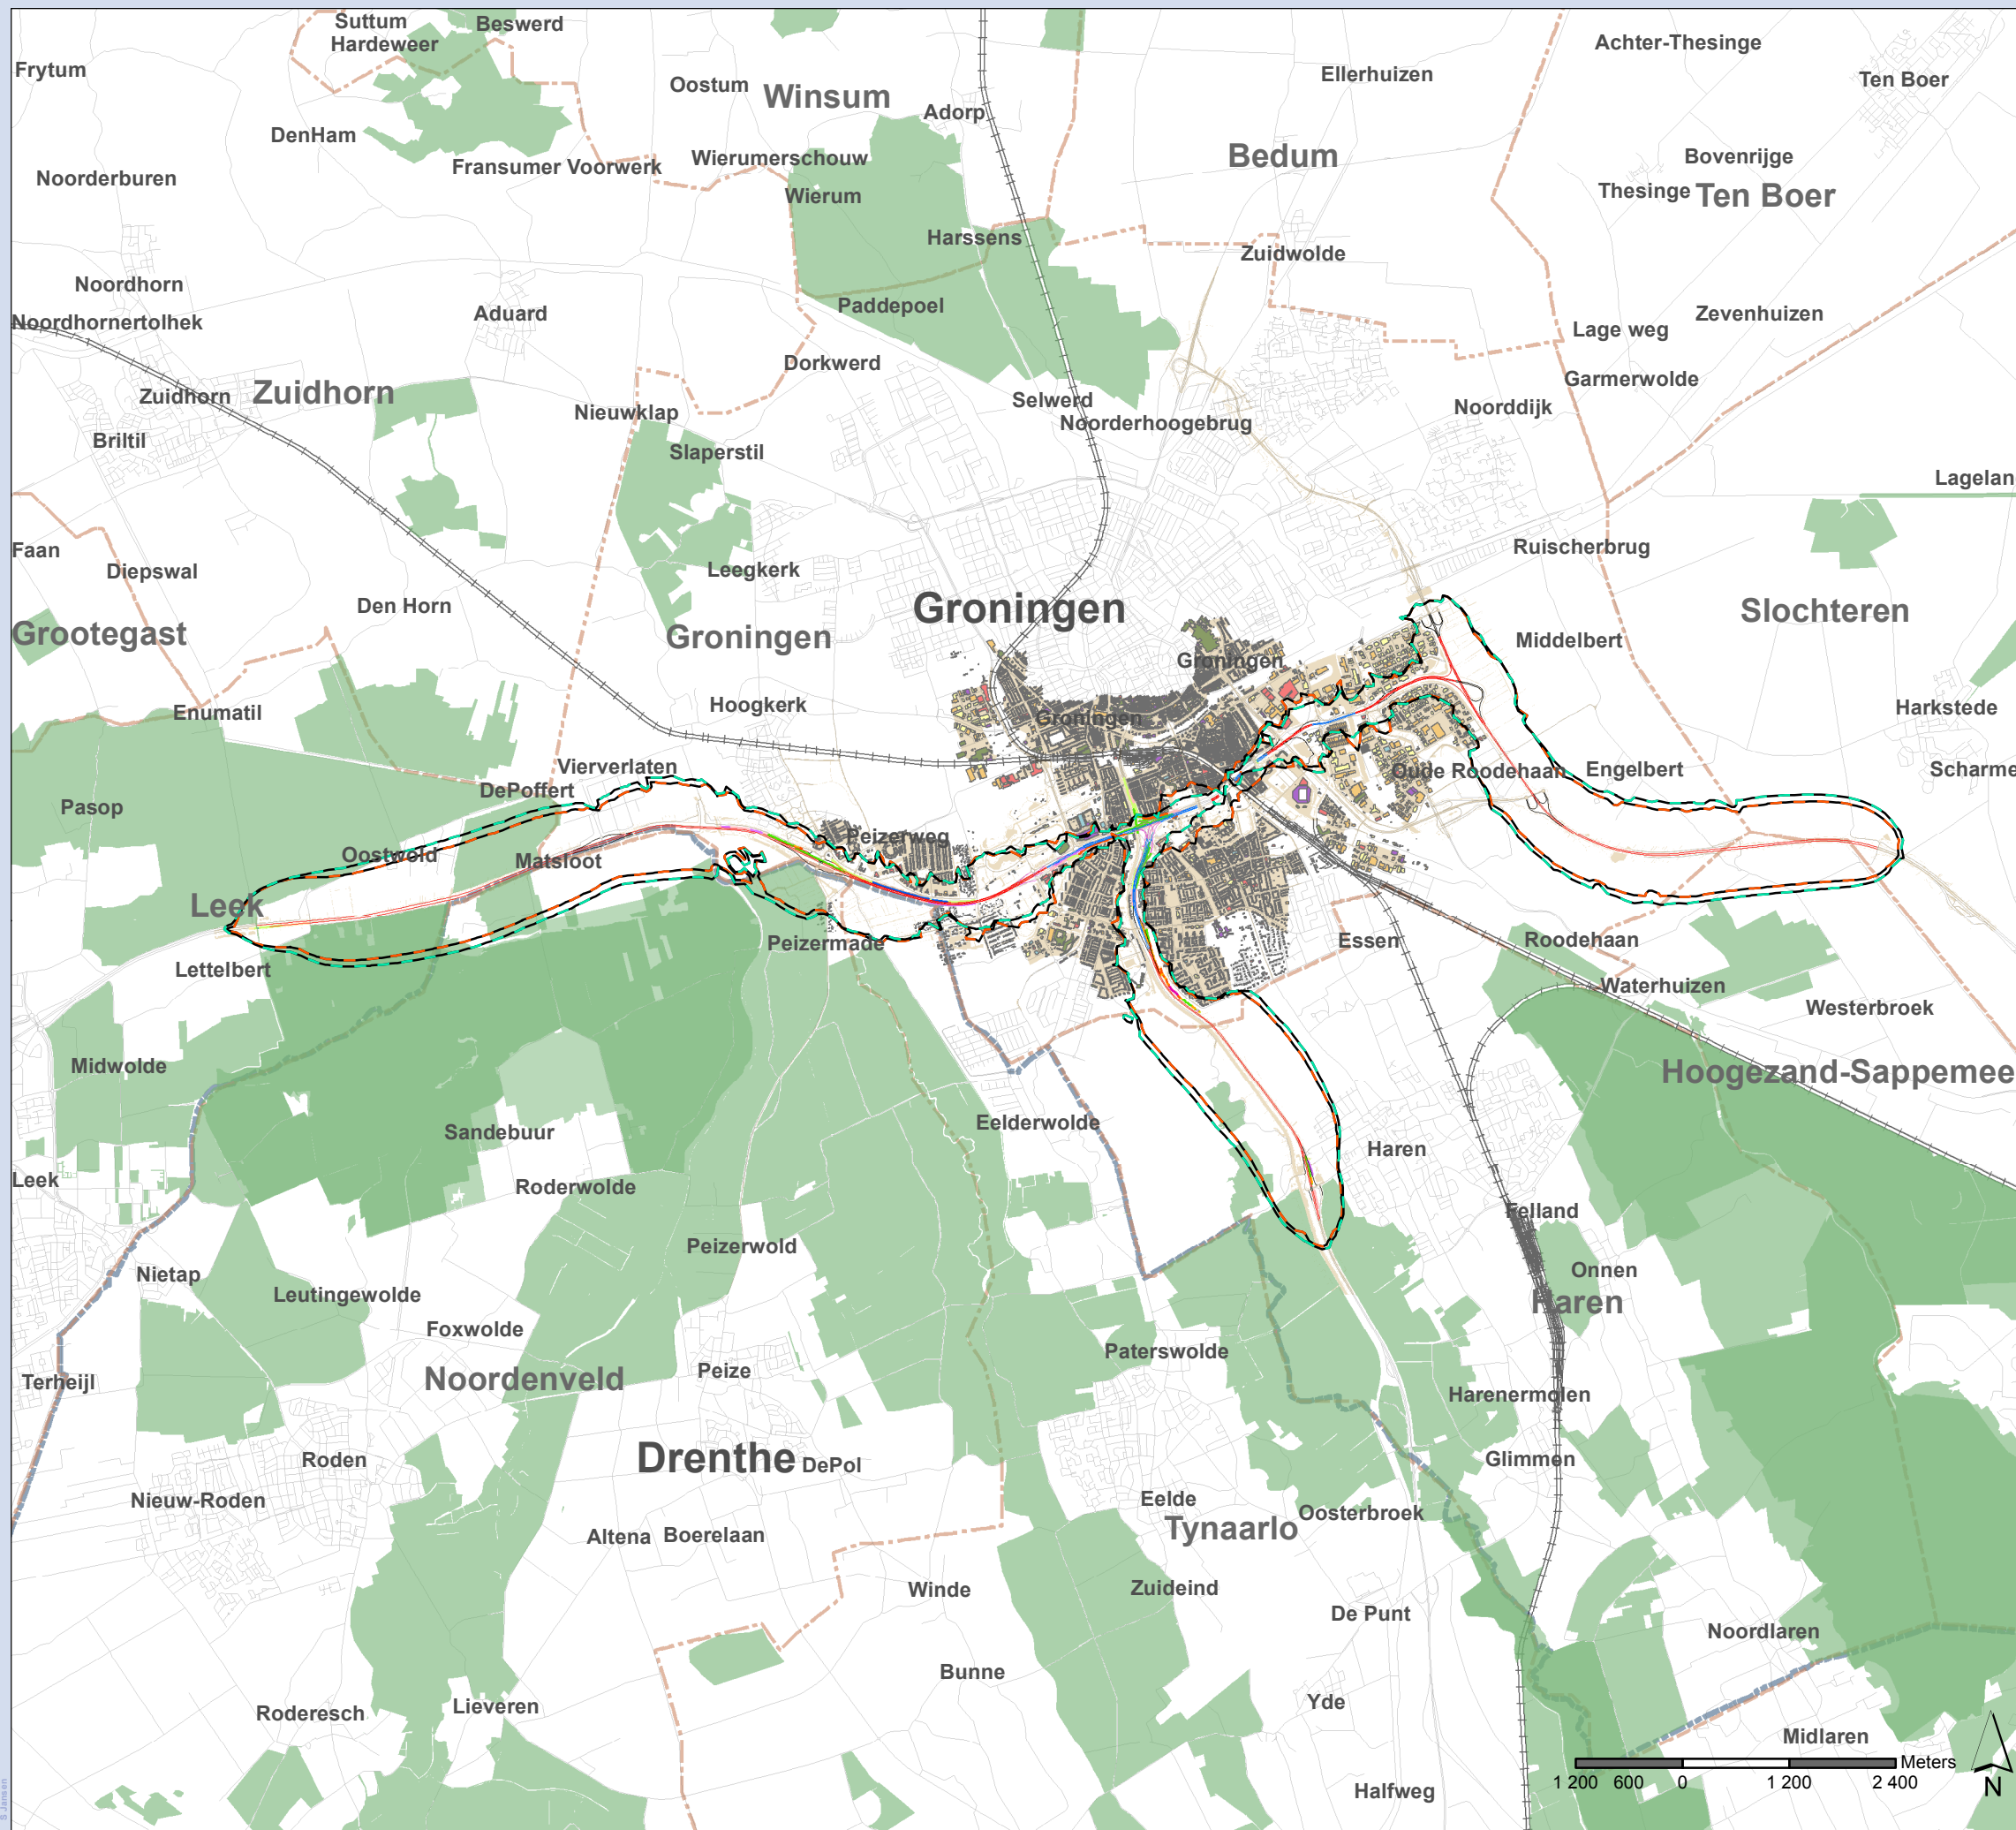 Suttum
Beswerd
Hardeweer
Achter-Thesinge
Frytum
Ellerhuizen
Ten Boer
Oostum
Winsum
Adorp
DenHam
Bedum
Bovenrijge
Fransumer Voorwerk
Wierumerschouw
Noorderburen
Wierum
Thesinge
Ten Boer
Harssens
Zuidwolde
Noordhorn
Paddepoel
Aduard
Zevenhuizen
Noordhornertolhek
Lage weg
Dorkwerd
Garmerwolde
Zuidhorn
Zuidhorn
Selwerd
Noorddijk
Nieuwklap
Noorderhoogebrug
Briltil
Slaperstil
Lagelan
Faan
Ruischerbrug
Diepswal
Leegkerk
Den Horn
Groningen
Slochteren
Grootegast
Groningen
Middelbert
Groningen
Enumatil
Hoogkerk
Groningen
Harkstede
Vierverlaten
Oude Roodehaan
Engelbert
Scharme
DePoffert
Pasop
Peizerweg
Oostwold
Matsloot
Leek
Peizermade
Essen
Roodehaan
Lettelbert
Waterhuizen
Westerbroek
Midwolde
Hoogezand-Sappemee
Eelderwolde
Sandebuur
Haren
Leek
Roderwolde
Felland
Peizerwold
Nietap
Onnen
Leutingewolde
Haren
Foxwolde
Paterswolde
Peize
Terheijl
Noordenveld
Harenermolen
Drenthe
DePol
Roden
Glimmen
Nieuw-Roden
Eelde
Oosterbroek
Tynaarlo
Altena
Boerelaan
Winde
Zuideind
De Punt
Noordlaren
Bunne
Yde
Roderesch
Lieveren
Midlaren
Meters
1 200 600 0 1 200 2 400
Halfweg
N
S Jansen